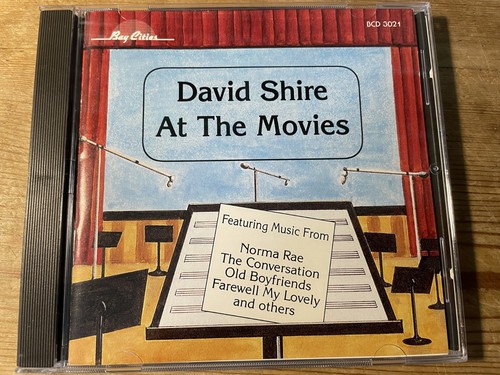 Bay Cities
BCD 3021
David Shire
At The Movies
Featuring Music From
Norma Rae
The Conversation
Old Boyfriends
Farewell My Lovely
and others